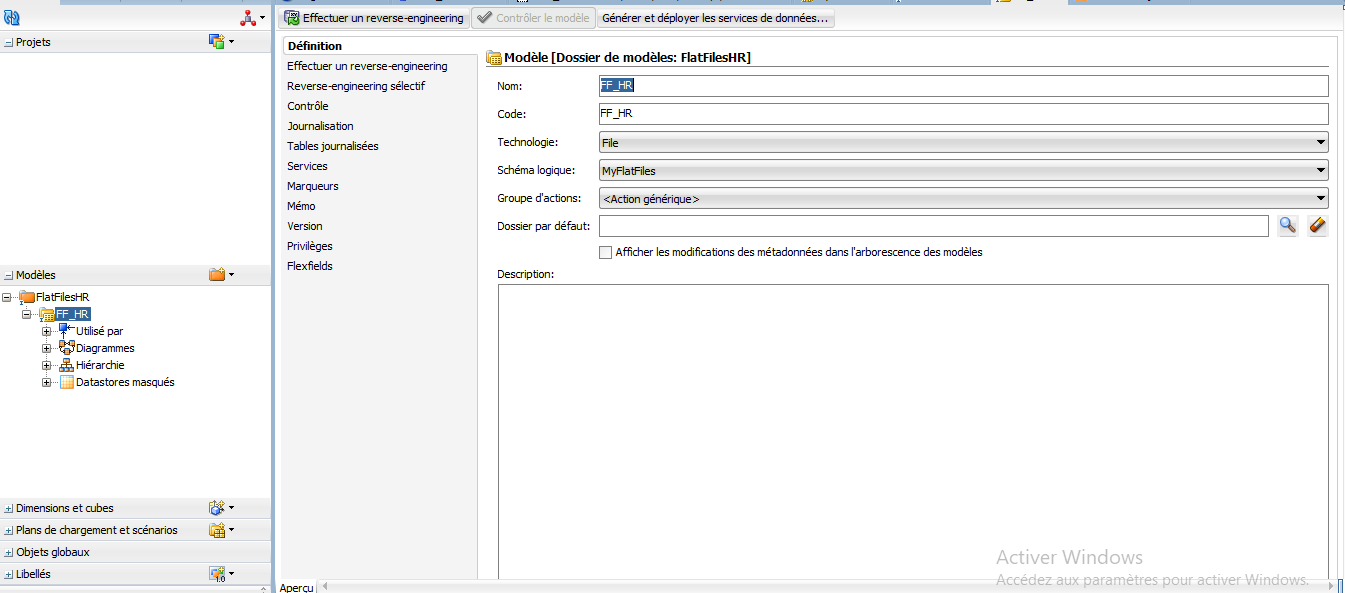 Effectuer un reverse-engineering Contrôler le modèle Générer et déployer les services de données...
Projets
Modèles
FlatFilesHR
FF_HR
Utilisé par
Diagrammes
Hiérarchie
Datastores masqués
Dimensions et cubes
Plans de chargement et scénarios
Objets globaux
Libellés
Définition
Effectuer un reverse-engineering
Reverse-engineering sélectif
Contrôle
Journalisation
Tables journalisées
Services
Marqueurs
Mémo
Version
Privilèges
Flexfields
Modèle [Dossier de modèles: FlatFilesHR]
Nom: FF_HR
Code: FF_HR
Technologie: File
Schéma logique: MyFlatFiles
Groupe d'actions: <Action générique>
Dossier par défaut:
Afficher les modifications des métadonnées dans l'arborescence des modèles
Description:
Activer Windows
Accédez aux paramètres pour activer Windows.
Aperçu